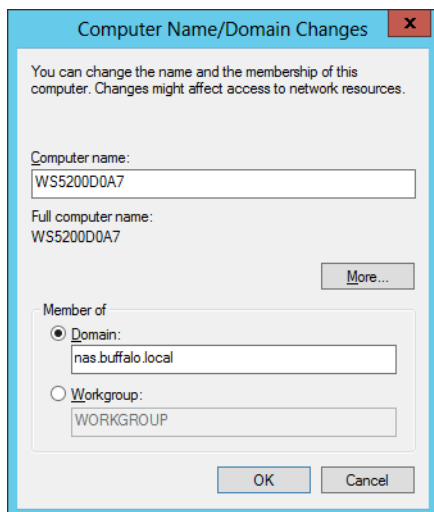 Computer Name/Domain Changes
x
You can change the name and the membership of this
computer. Changes might affect access to network resources.
Computer name:
WS5200D0A7
Full computer name:
WS5200D0A7
More...
Member of
Domain:
nas.buffalo.local
Workgroup:
WORKGROUP
OK Cancel